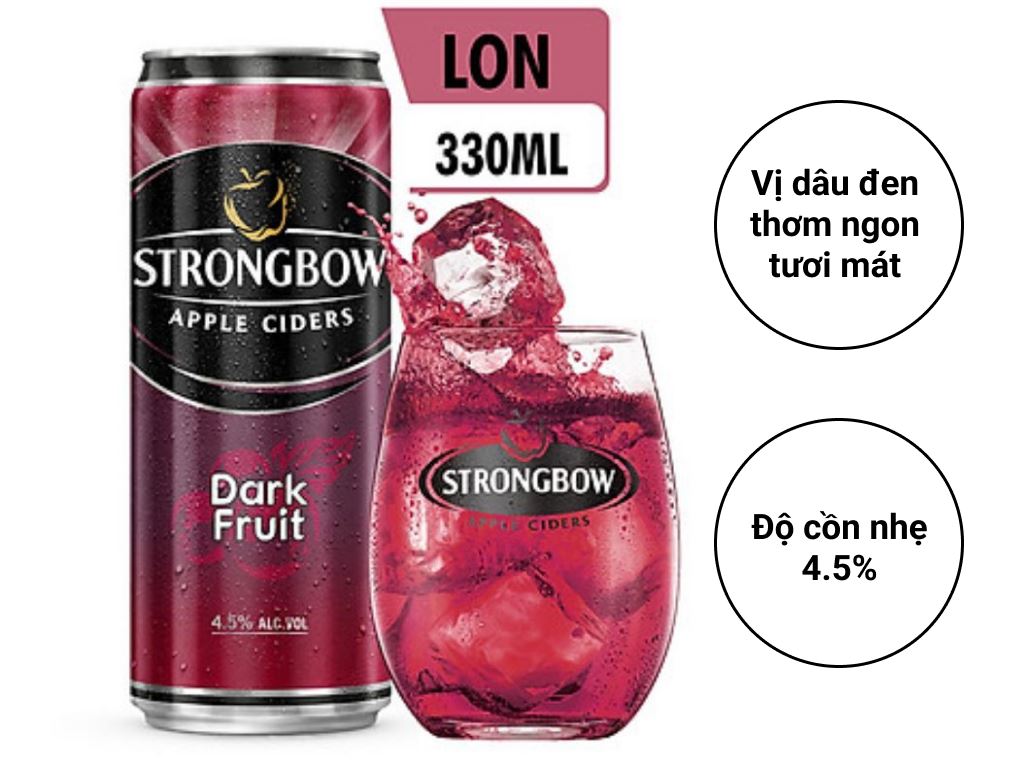 LON
330ML
STRONGBOW
APPLE CIDERS
Dark
Fruit
4.5% ALC.VOL
STRONGBOW
APPLE CIDERS
Vị dâu đen
thơm ngon
tươi mát
Độ cồn nhẹ
4.5%